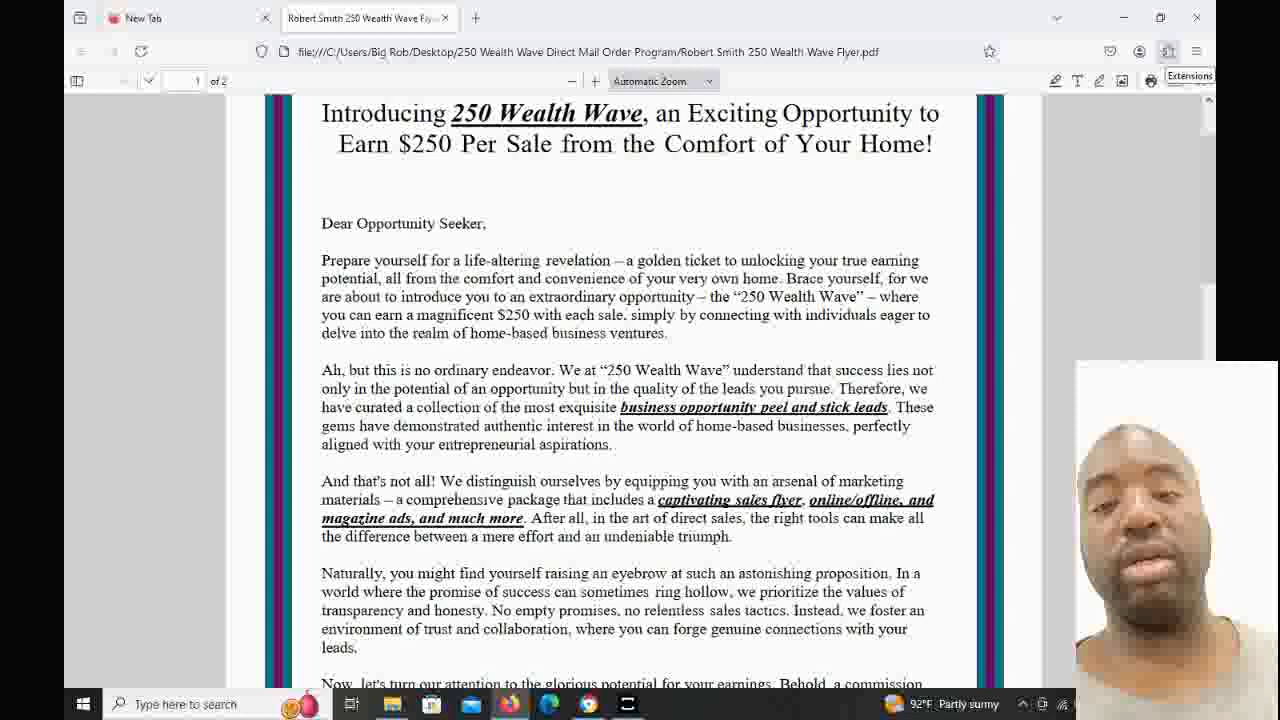 New Tab
Robert Smith 250 Wealth Wave Fly
file:///C:/Users/Big Rob/Desktop/250 Wealth Wave Direct Mail Order Program/Robert Smith 250 Wealth Wave Flyer.pdf
Extensions
1 of 2
Automatic Zoom
Introducing 250 Wealth Wave, an Exciting Opportunity to
Earn $250 Per Sale from the Comfort of Your Home!
Dear Opportunity Seeker,
Prepare yourself for a life-altering revelation – a golden ticket to unlocking your true earning
potential, all from the comfort and convenience of your very own home. Brace yourself, for we
are about to introduce you to an extraordinary opportunity – the “250 Wealth Wave” – where
you can earn a magnificent $250 with each sale, simply by connecting with individuals eager to
delve into the realm of home-based business ventures.
Ah, but this is no ordinary endeavor. We at “250 Wealth Wave” understand that success lies not
only in the potential of an opportunity but in the quality of the leads you pursue. Therefore, we
have curated a collection of the most exquisite business opportunity peel and stick leads. These
gems have demonstrated authentic interest in the world of home-based businesses, perfectly
aligned with your entrepreneurial aspirations.
And that's not all! We distinguish ourselves by equipping you with an arsenal of marketing
materials – a comprehensive package that includes a captivating sales flyer, online/offline, and
magazine ads, and much more. After all, in the art of direct sales, the right tools can make all
the difference between a mere effort and an undeniable triumph.
Naturally, you might find yourself raising an eyebrow at such an astonishing proposition. In a
world where the promise of success can sometimes ring hollow, we prioritize the values of
transparency and honesty. No empty promises, no relentless sales tactics. Instead, we foster an
environment of trust and collaboration, where you can forge genuine connections with your
leads.
Now, let's turn our attention to the glorious potential for your earnings. Behold, a commission
Type here to search
92°F Partly sunny